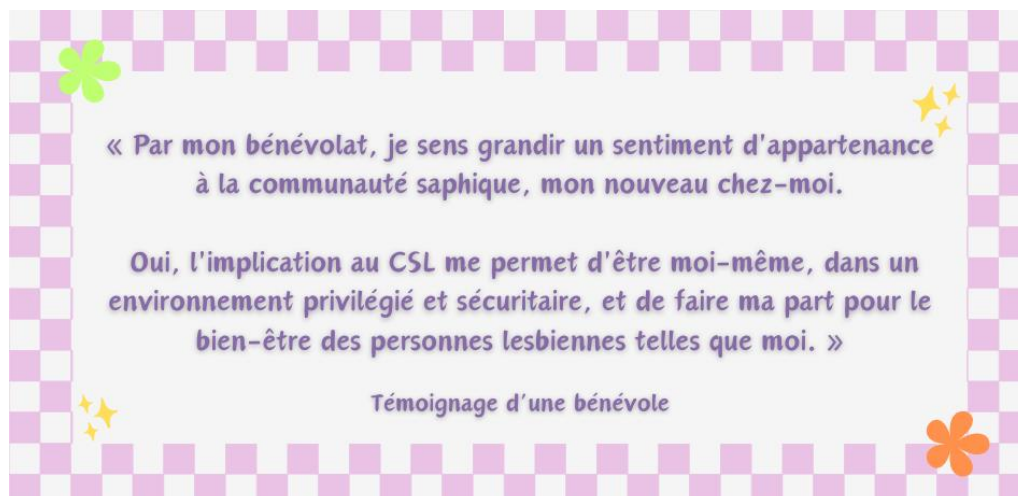 « Par mon bénévolat, je sens grandir un sentiment d'appartenance
à la communauté saphique, mon nouveau chez-moi.
Oui, l'implication au CSL me permet d'être moi-même, dans un
environnement privilégié et sécuritaire, et de faire ma part pour le
bien-être des personnes lesbiennes telles que moi. »
Témoignage d'une bénévole